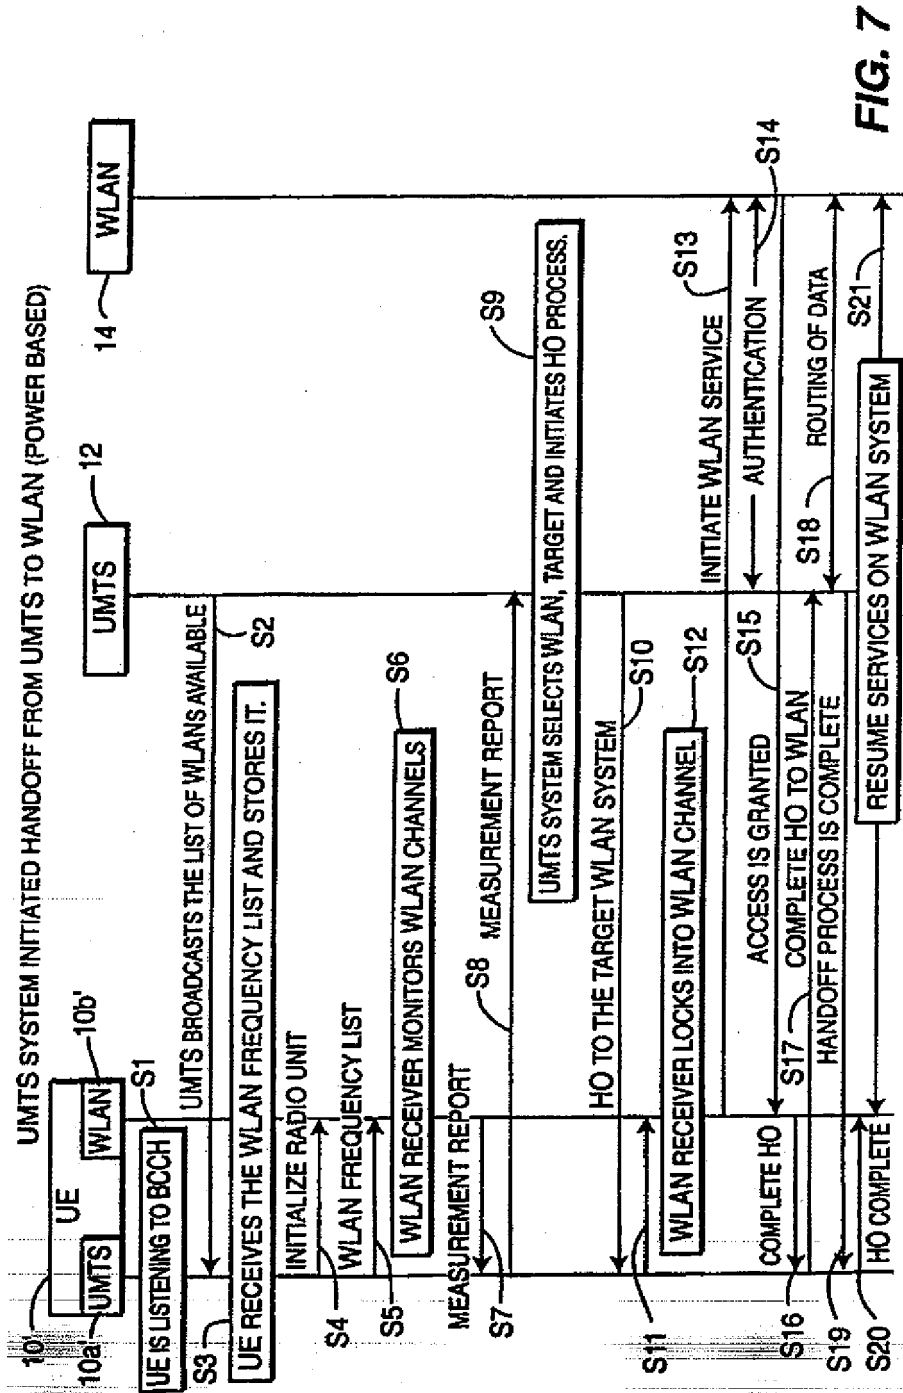 UMTS SYSTEM INITIATED HANDOFF FROM UMTS TO WLAN (POWER BASED)
10'
UE
10a'
UMTS
WLAN
10b'
UMTS
12
14
WLAN
UE IS LISTENING TO BCCH
S1
UMTS BROADCASTS THE LIST OF WLANS AVAILABLE
S2
S3
UE RECEIVES THE WLAN FREQUENCY LIST AND STORES IT.
INITIALIZE RADIO UNIT
S4
WLAN FREQUENCY LIST
S5
WLAN RECEIVER MONITORS WLAN CHANNELS
S6
MEASUREMENT REPORT
S7
MEASUREMENT REPORT
S8
UMTS SYSTEM SELECTS WLAN, TARGET AND INITIATES HO PROCESS.
S9
HO TO THE TARGET WLAN SYSTEM
S10
S11
WLAN RECEIVER LOCKS INTO WLAN CHANNEL
S12
INITIATE WLAN SERVICE
S13
AUTHENTICATION
S14
ACCESS IS GRANTED
S15
COMPLETE HO
S16
COMPLETE HO TO WLAN
S17
S18
ROUTING OF DATA
HANDOFF PROCESS IS COMPLETE
S19
HO COMPLETE
S20
RESUME SERVICES ON WLAN SYSTEM
S21
FIG. 7